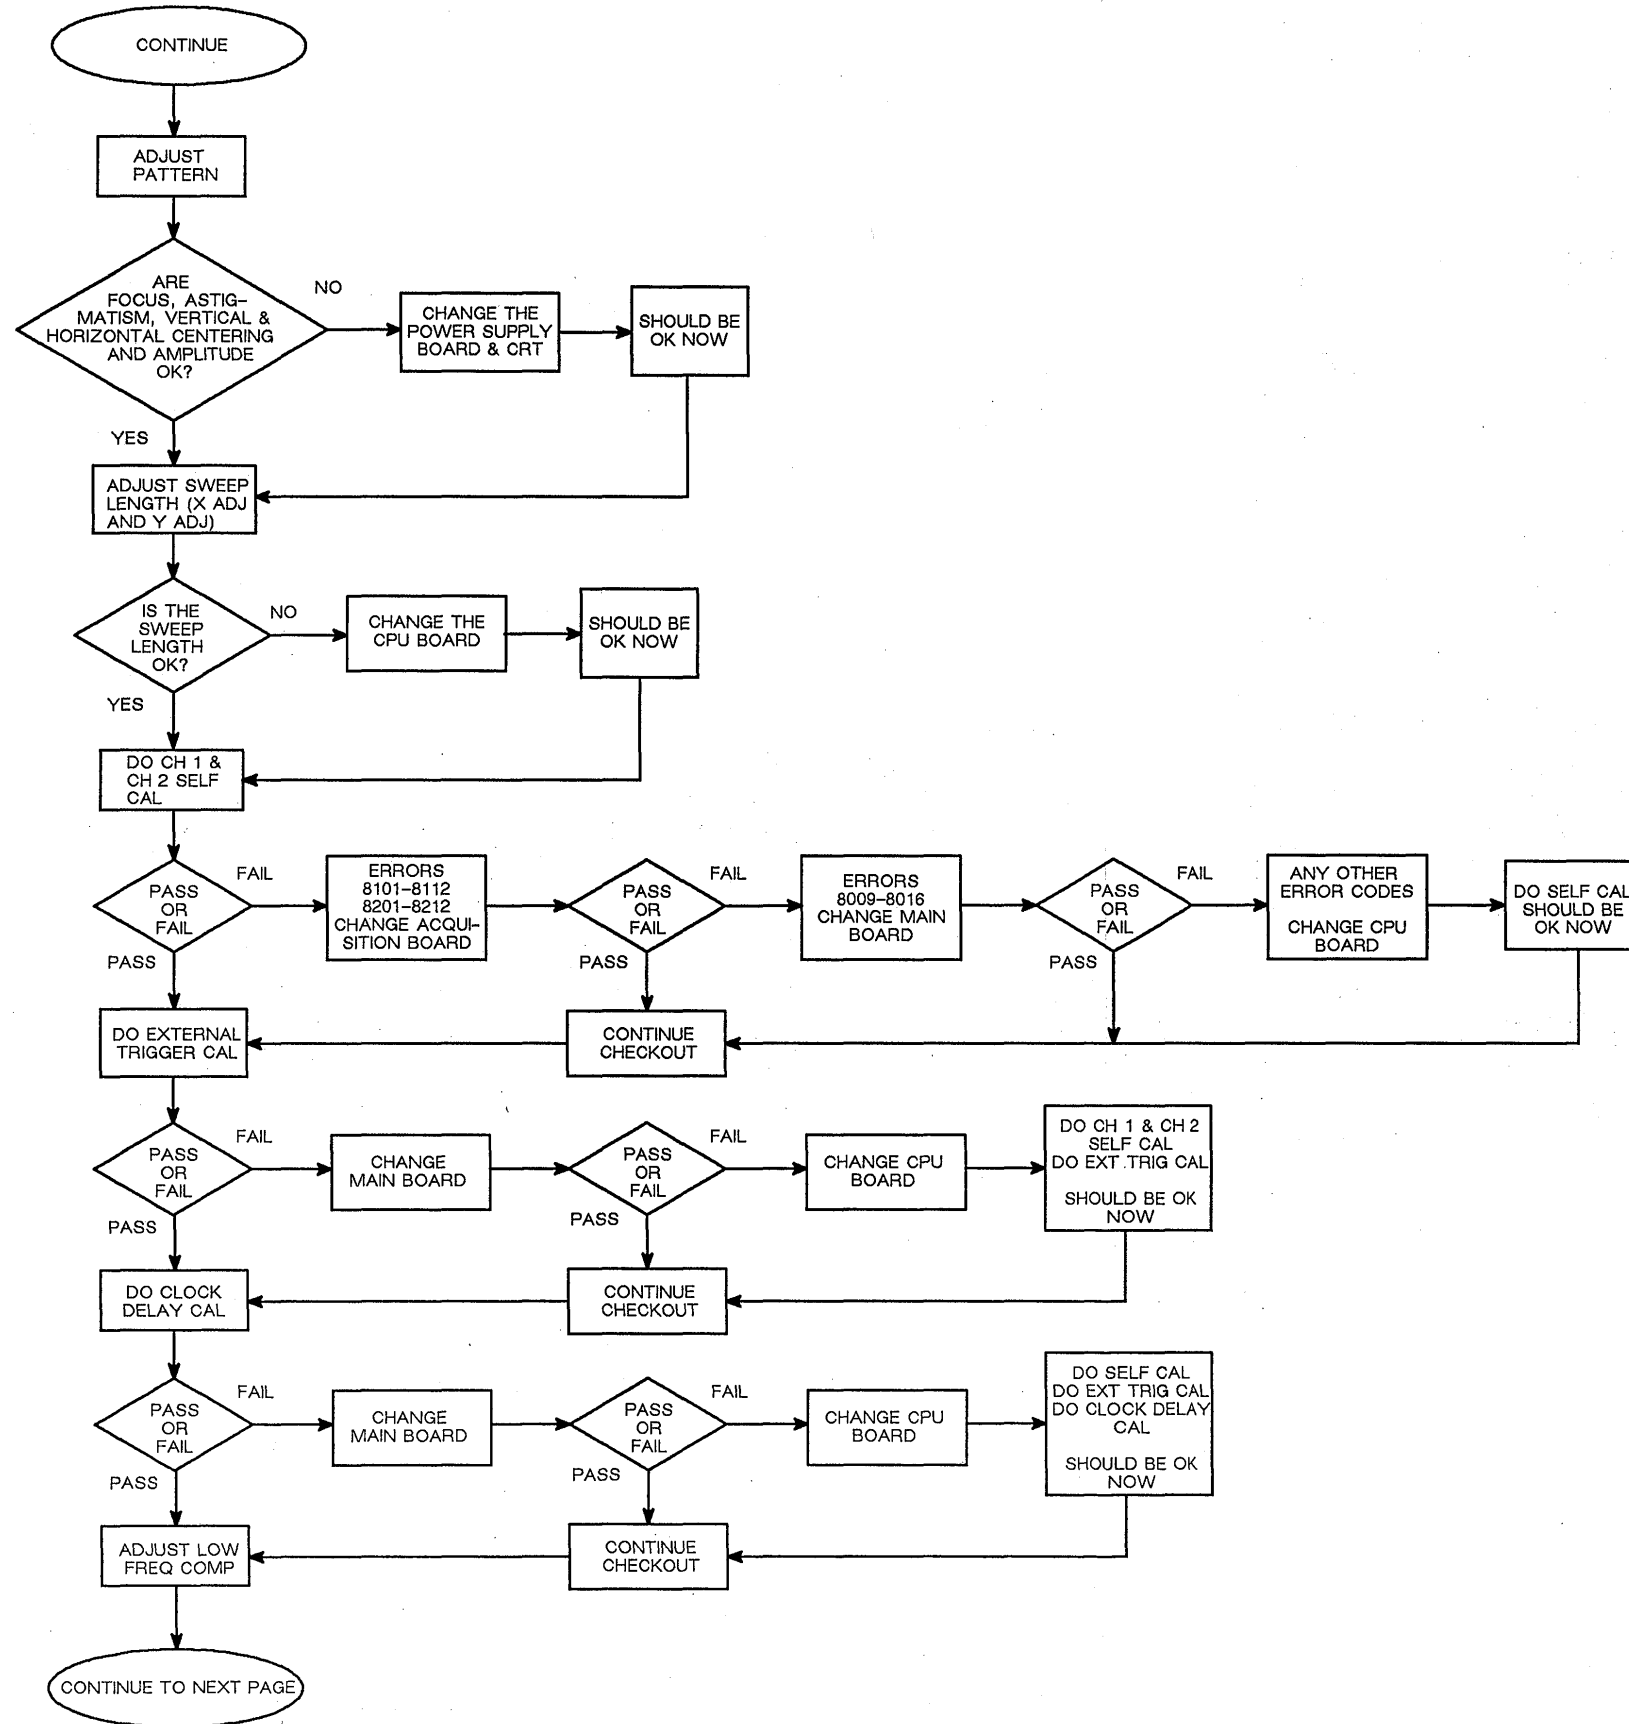 CONTINUE
ADJUST
PATTERN
ARE
FOCUS, ASTIG-
MATISM, VERTICAL &
HORIZONTAL CENTERING
AND AMPLITUDE
OK?
NO
CHANGE THE
POWER SUPPLY
BOARD & CRT
SHOULD BE
OK NOW
YES
ADJUST SWEEP
LENGTH (X ADJ
AND Y ADJ)
IS THE
SWEEP
LENGTH
OK?
NO
CHANGE THE
CPU BOARD
SHOULD BE
OK NOW
YES
DO CH 1 &
CH 2 SELF
CAL
PASS
OR
FAIL
FAIL
ERRORS
8101-8112
8201-8212
CHANGE ACQUI-
SITION BOARD
PASS
OR
FAIL
FAIL
ERRORS
8009-8016
CHANGE MAIN
BOARD
PASS
OR
FAIL
FAIL
ANY OTHER
ERROR CODES
CHANGE CPU
BOARD
DO SELF CAL
SHOULD BE
OK NOW
PASS
PASS
PASS
DO EXTERNAL
TRIGGER CAL
CONTINUE
CHECKOUT
PASS
OR
FAIL
FAIL
CHANGE
MAIN BOARD
PASS
OR
FAIL
FAIL
CHANGE CPU
BOARD
DO CH 1 & CH 2
SELF CAL
DO EXT TRIG CAL
SHOULD BE OK
NOW
PASS
PASS
DO CLOCK
DELAY CAL
CONTINUE
CHECKOUT
PASS
OR
FAIL
FAIL
CHANGE
MAIN BOARD
PASS
OR
FAIL
FAIL
CHANGE CPU
BOARD
DO SELF CAL
DO EXT TRIG CAL
DO CLOCK DELAY
CAL
SHOULD BE OK
NOW
PASS
PASS
ADJUST LOW
FREQ COMP
CONTINUE
CHECKOUT
CONTINUE TO NEXT PAGE